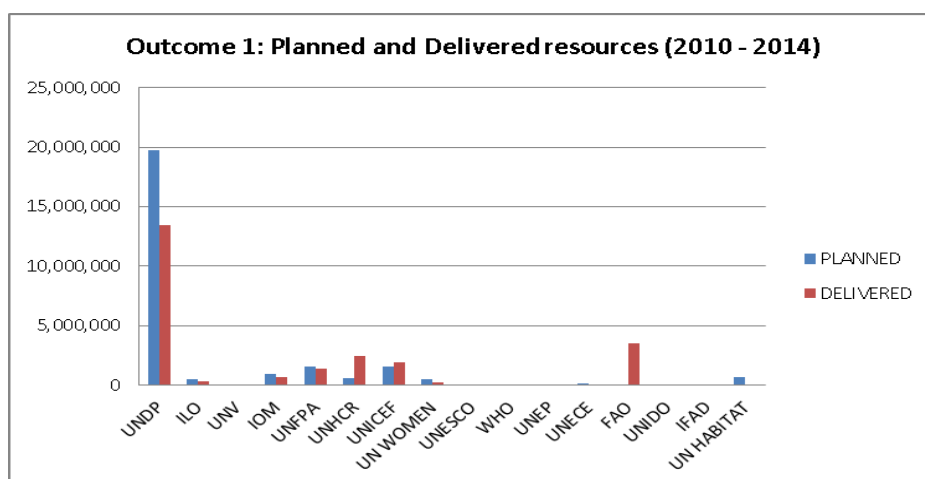 Outcome 1: Planned and Delivered resources (2010 - 2014)
25,000,000
20,000,000
15,000,000
10,000,000
5,000,000
0
PLANNED
DELIVERED
UNDP
ILO
UNV
IOM
UNFPA
UNHCR
UNICEF
UN WOMEN
UNESCO
WHO
UNEP
UNECE
FAO
UNIDO
IFAD
UN HABITAT